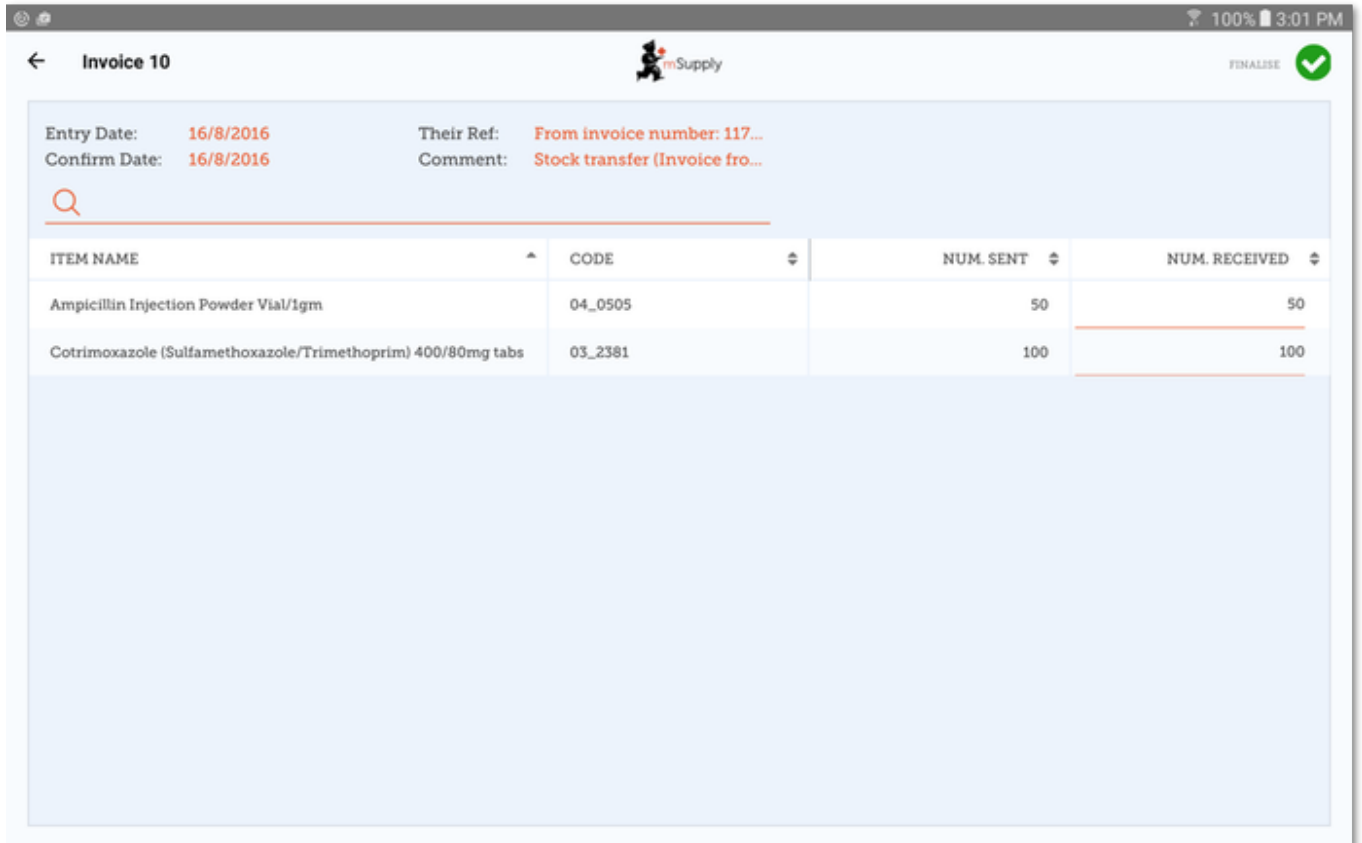 100% 3:01 PM
Invoice 10
mSupply
FINALISE
Entry Date: 16/8/2016 Their Ref: From invoice number: 117...
Confirm Date: 16/8/2016 Comment: Stock transfer (Invoice fro...
ITEM NAME CODE NUM. SENT NUM. RECEIVED
Ampicillin Injection Powder Vial/1gm 04_0505 50 50
Cotrimoxazole (Sulfamethoxazole/Trimethoprim) 400/80mg tabs 03_2381 100 100